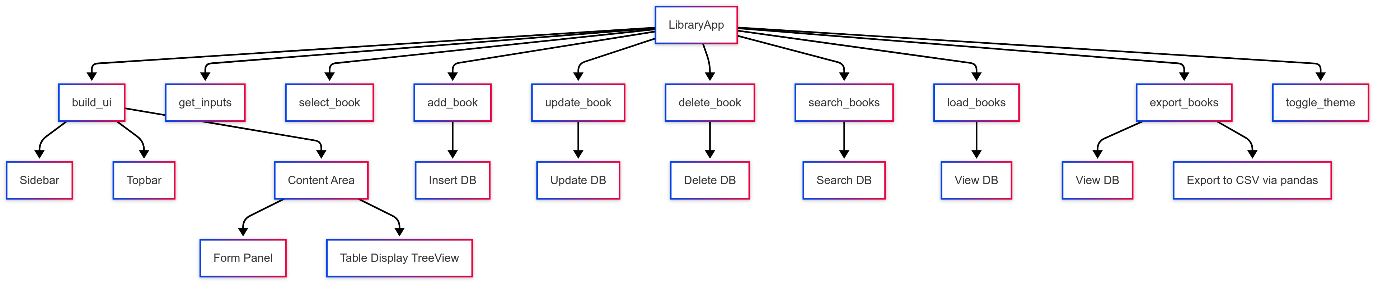 LibraryApp
build_ui
get_inputs
select_book
add_book
update_book
delete_book
search_books
load_books
export_books
toggle_theme
Sidebar
Topbar
Content Area
Insert DB
Update DB
Delete DB
Search DB
View DB
View DB
Export to CSV via pandas
Form Panel
Table Display TreeView